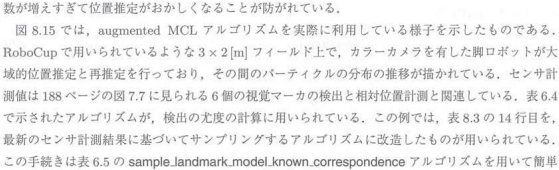 数が増えすぎて位置推定がおかしくなることが防がれている．
図 8.15 では，augmented MCL アルゴリズムを実際に利用している様子を示したものである．
RoboCup で用いられているような 3 × 2 [m] フィールド上で，カラーカメラを有した脚ロボットが大
域的位置推定と再推定を行っており，その間のパーティクルの分布の推移が描かれている．センサ計
測値は 188 ページの図 7.7 に見られる 6 個の視覚マーカの検出と相対位置計測と関連している．表 6.4
で示されたアルゴリズムが，検出の尤度の計算に用いられている．この例では，表 8.3 の 14 行目を，
最新のセンサ計測結果に基づいてサンプリングするアルゴリズムに改造したものが用いられている．
この手続きは表 6.5 の sample_landmark_model_known_correspondence アルゴリズムを用いて簡単